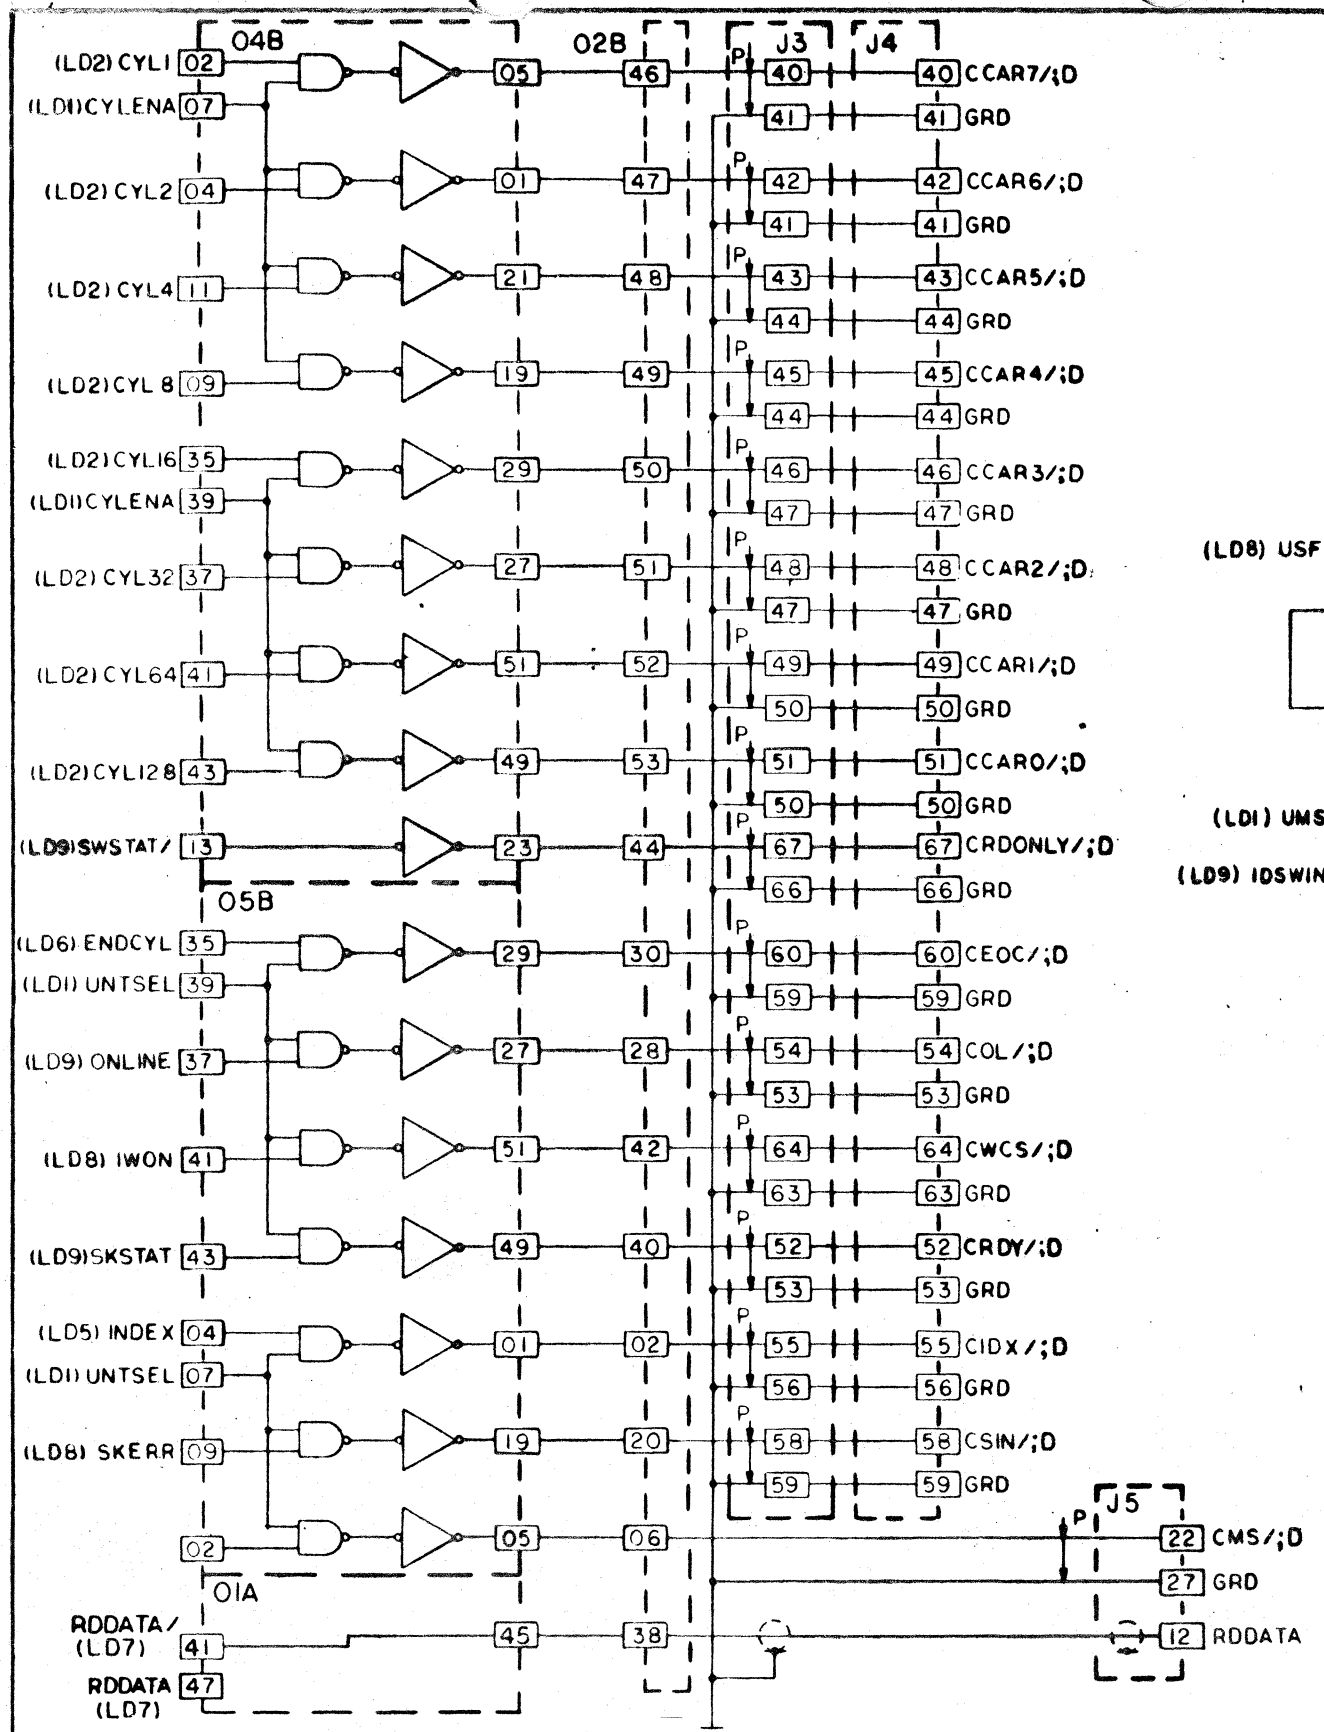 04B 02B J3 J4
(LD2) CYL1 02 05 46 P 40 40 CCAR7/;D
(LD1) CYLENA 07 41 41 GRD
(LD2) CYL2 04 01 47 P 42 42 CCAR6/;D
41 41 GRD
(LD2) CYL4 11 21 48 P 43 43 CCAR5/;D
44 44 GRD
(LD2) CYL 8 09 19 49 P 45 45 CCAR4/;D
44 44 GRD
(LD2) CYL16 35 29 50 P 46 46 CCAR3/;D
(LD1) CYLENA 39 47 47 GRD
(LD2) CYL32 37 27 51 P 48 48 CCAR2/;D
47 47 GRD
(LD2) CYL64 41 51 52 P 49 49 CCAR1/;D
50 50 GRD
(LD2) CYL128 43 49 53 P 51 51 CCAR0/;D
50 50 GRD
(LD9) SWSTAT/ 13 23 44 P 67 67 CRDONLY/;D
66 66 GRD
05B
(LD6) ENDCYL 35 29 30 P 60 60 CEOC/;D
(LD1) UNTSEL 39 59 59 GRD
(LD9) ONLINE 37 27 28 P 54 54 COL/;D
53 53 GRD
(LD8) IWON 41 51 42 P 64 64 CWCS/;D
63 63 GRD
(LD9) SKSTAT 43 49 40 P 52 52 CRDY/;D
53 53 GRD
(LD5) INDEX 04 01 02 P 55 55 CIDX/;D
(LD1) UNTSEL 07 56 56 GRD
(LD8) SKERR 09 19 20 P 58 58 CSIN/;D
59 59 GRD
J5
02 05 06 P 22 CMS/;D
27 GRD
01A
RDDATA/
(LD7) 41 45 38 12 RDDATA
RDDATA 47
(LD7)
(LD8) USF
(LD1) UMS
(LD9) IDSWIN